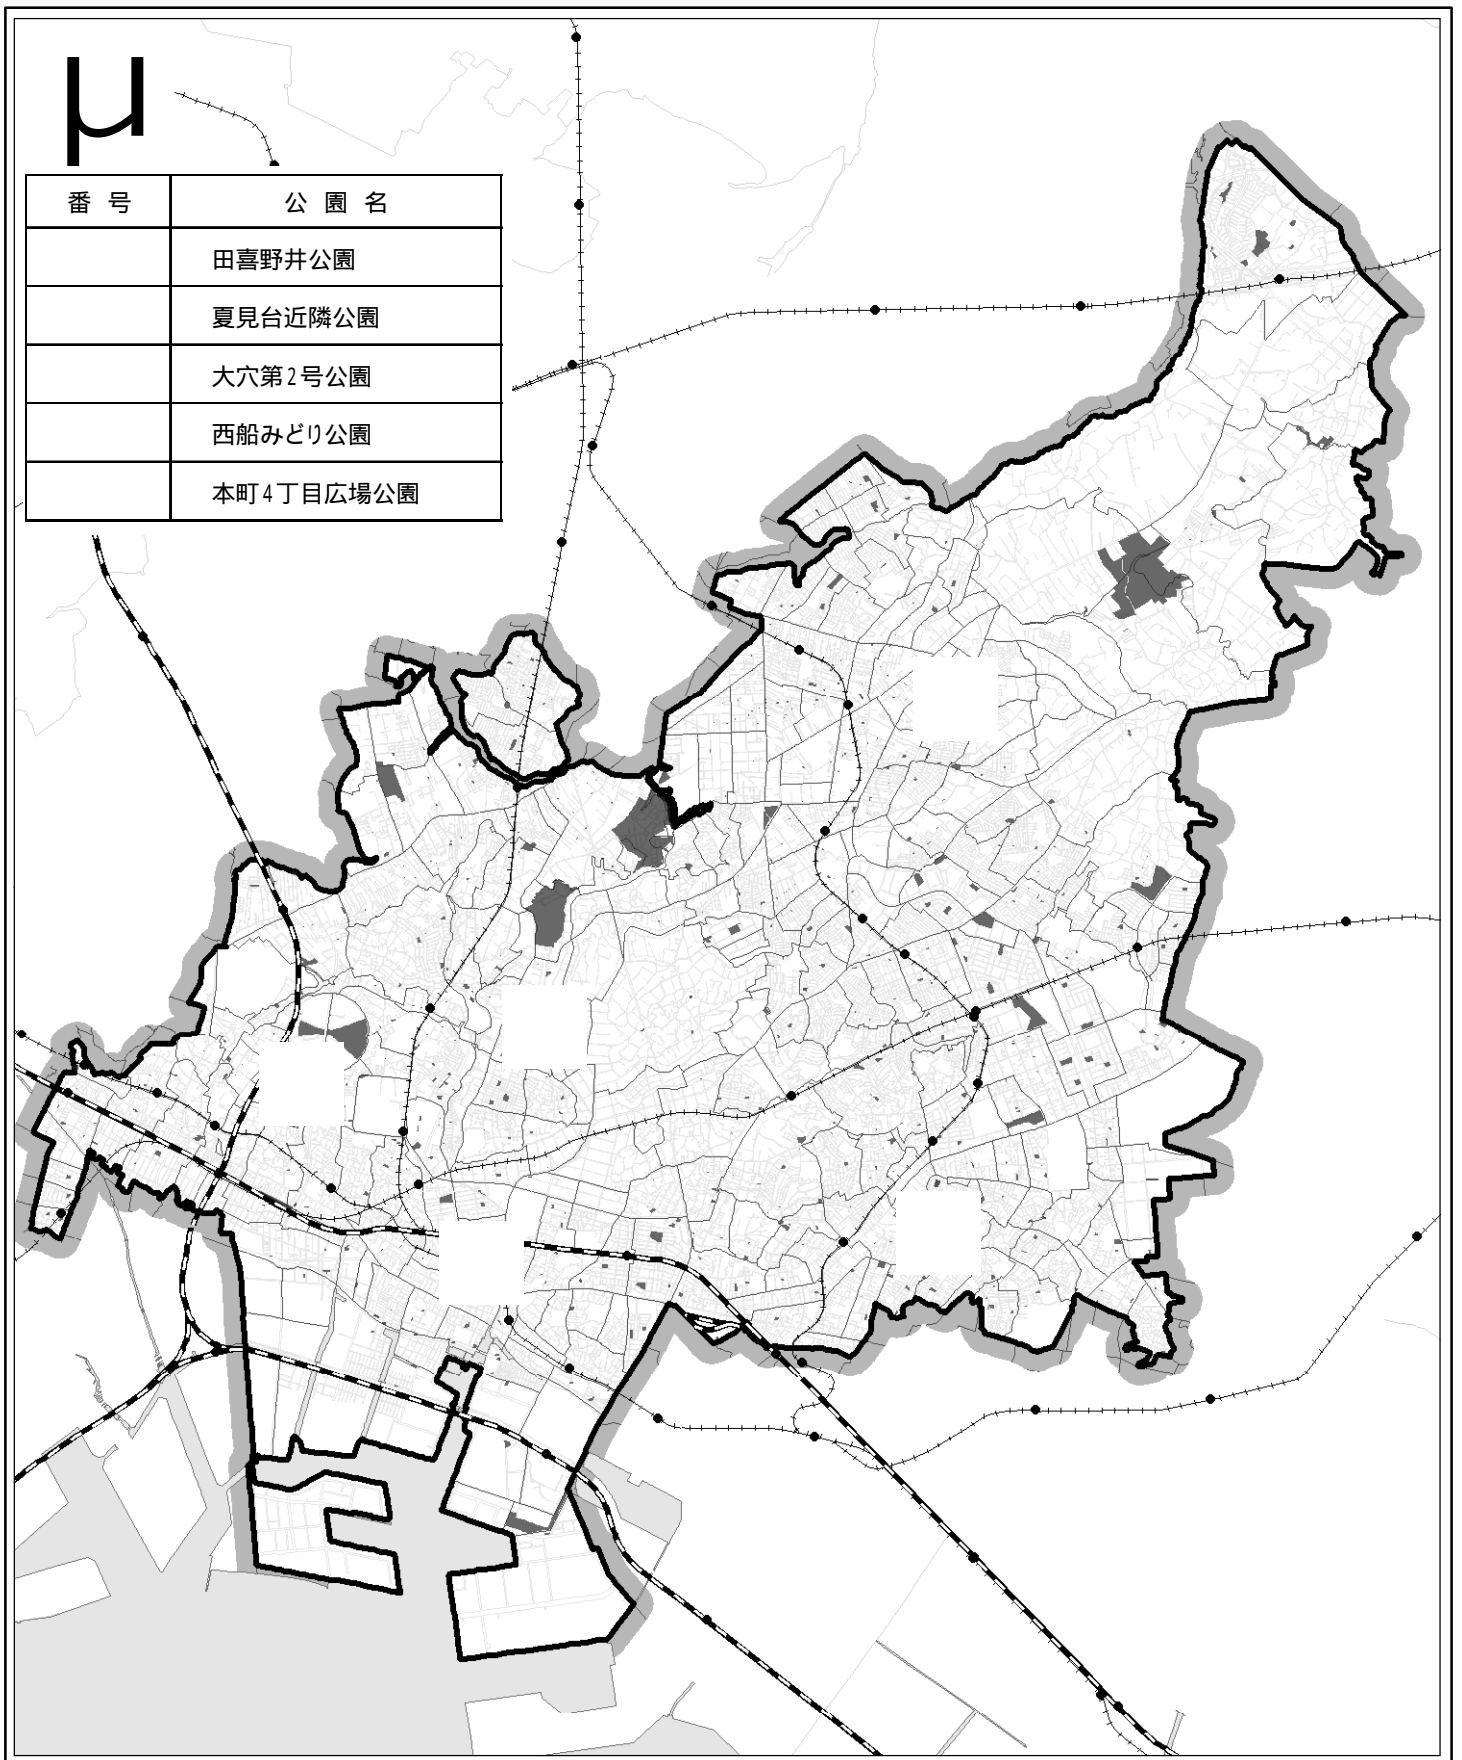 μ
番号 公園名
田喜野井公園
夏見台近隣公園
大穴第2号公園
西船みどり公園
本町4丁目広場公園